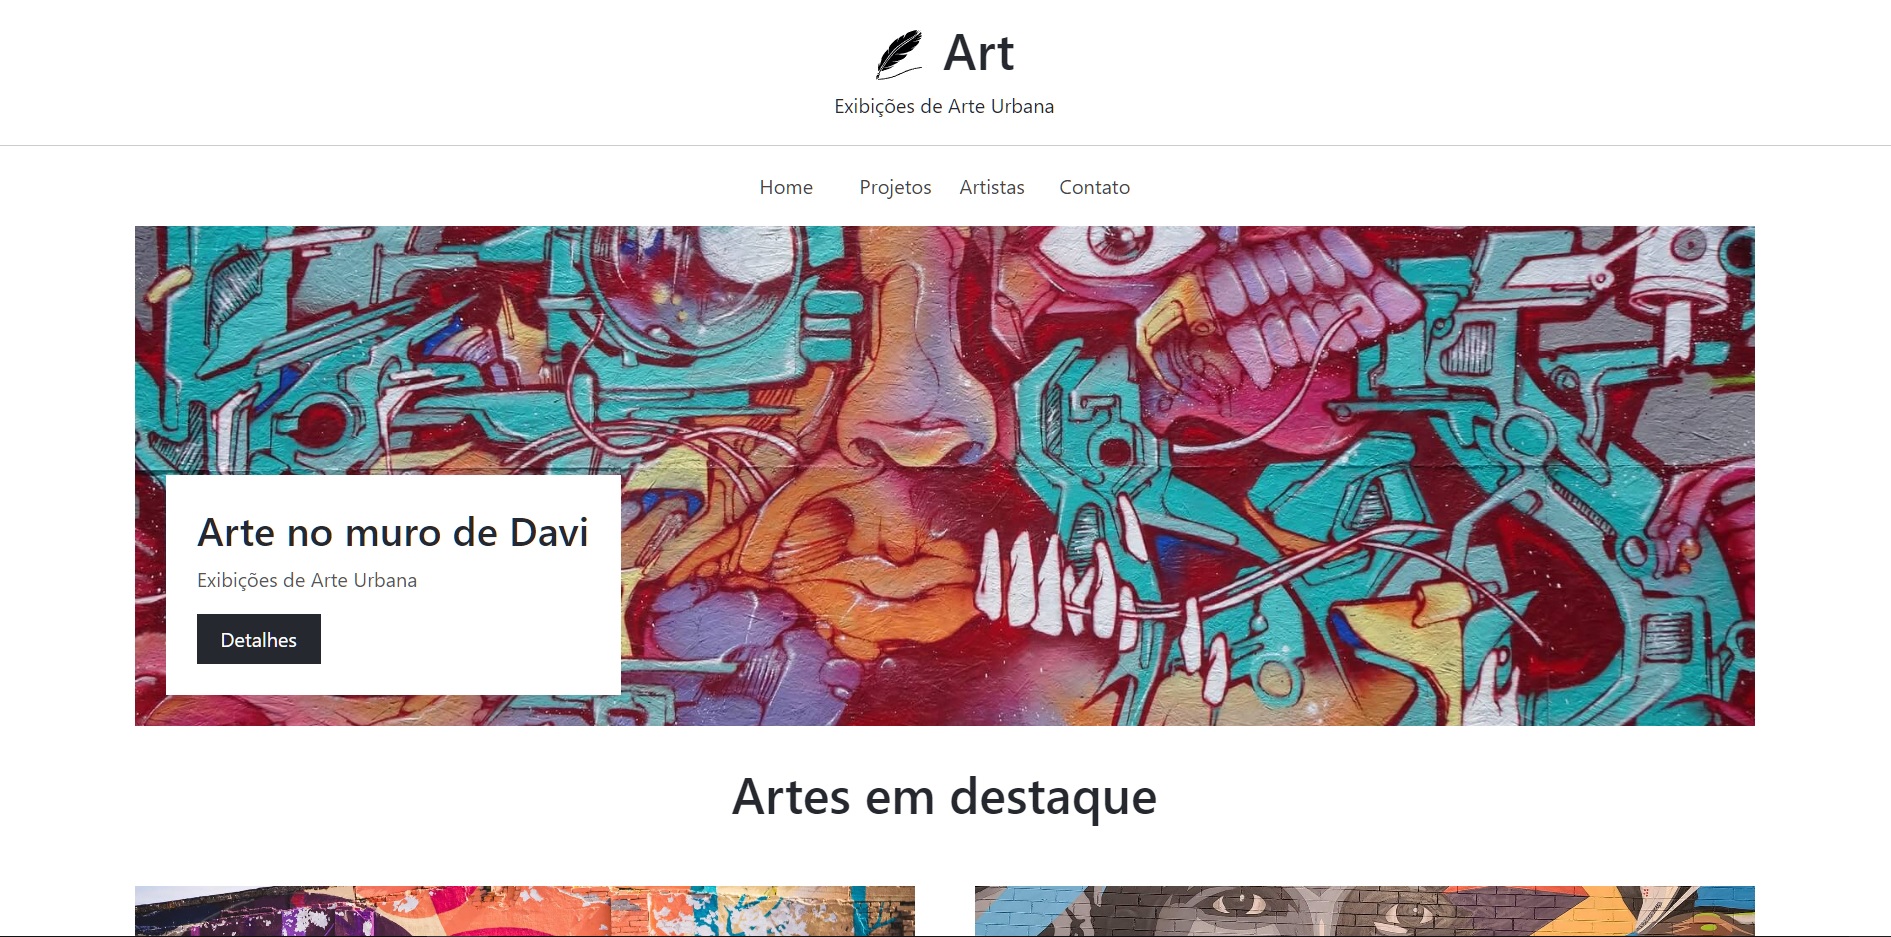 Art
Exibições de Arte Urbana
Home Projetos Artistas Contato
Arte no muro de Davi
Exibições de Arte Urbana
Detalhes
Artes em destaque